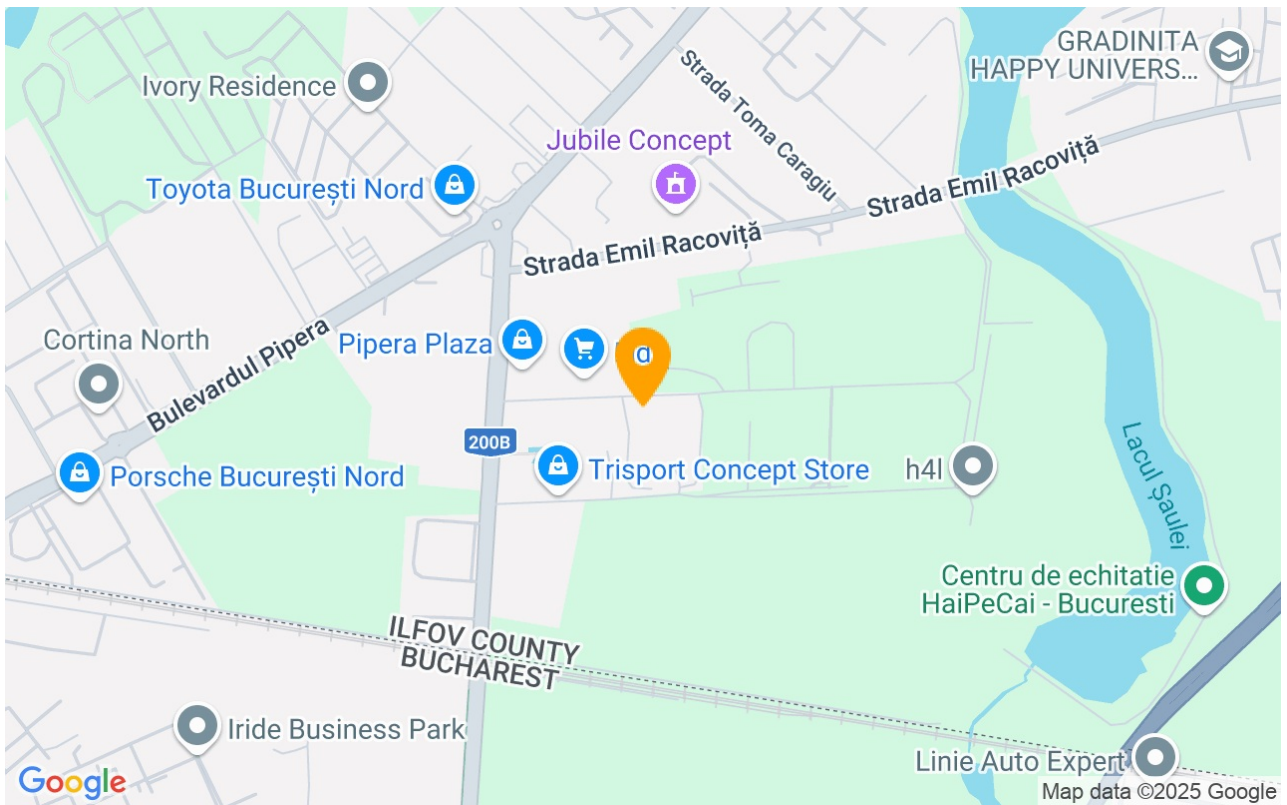 GRADINITA
HAPPY UNIVERS...
Ivory Residence
Strada Toma Caragiu
Jubile Concept
Strada Emil Racoviță
Toyota București Nord
Strada Emil Racoviță
Cortina North
Pipera Plaza
Bulevardul Pipera
200B
Porsche București Nord
Trisport Concept Store
h4l
Lacul Șaulei
Centru de echitatie
HaiPeCai - Bucuresti
ILFOV COUNTY
BUCHAREST
Iride Business Park
Linie Auto Expert
Google
Map data ©2025 Google